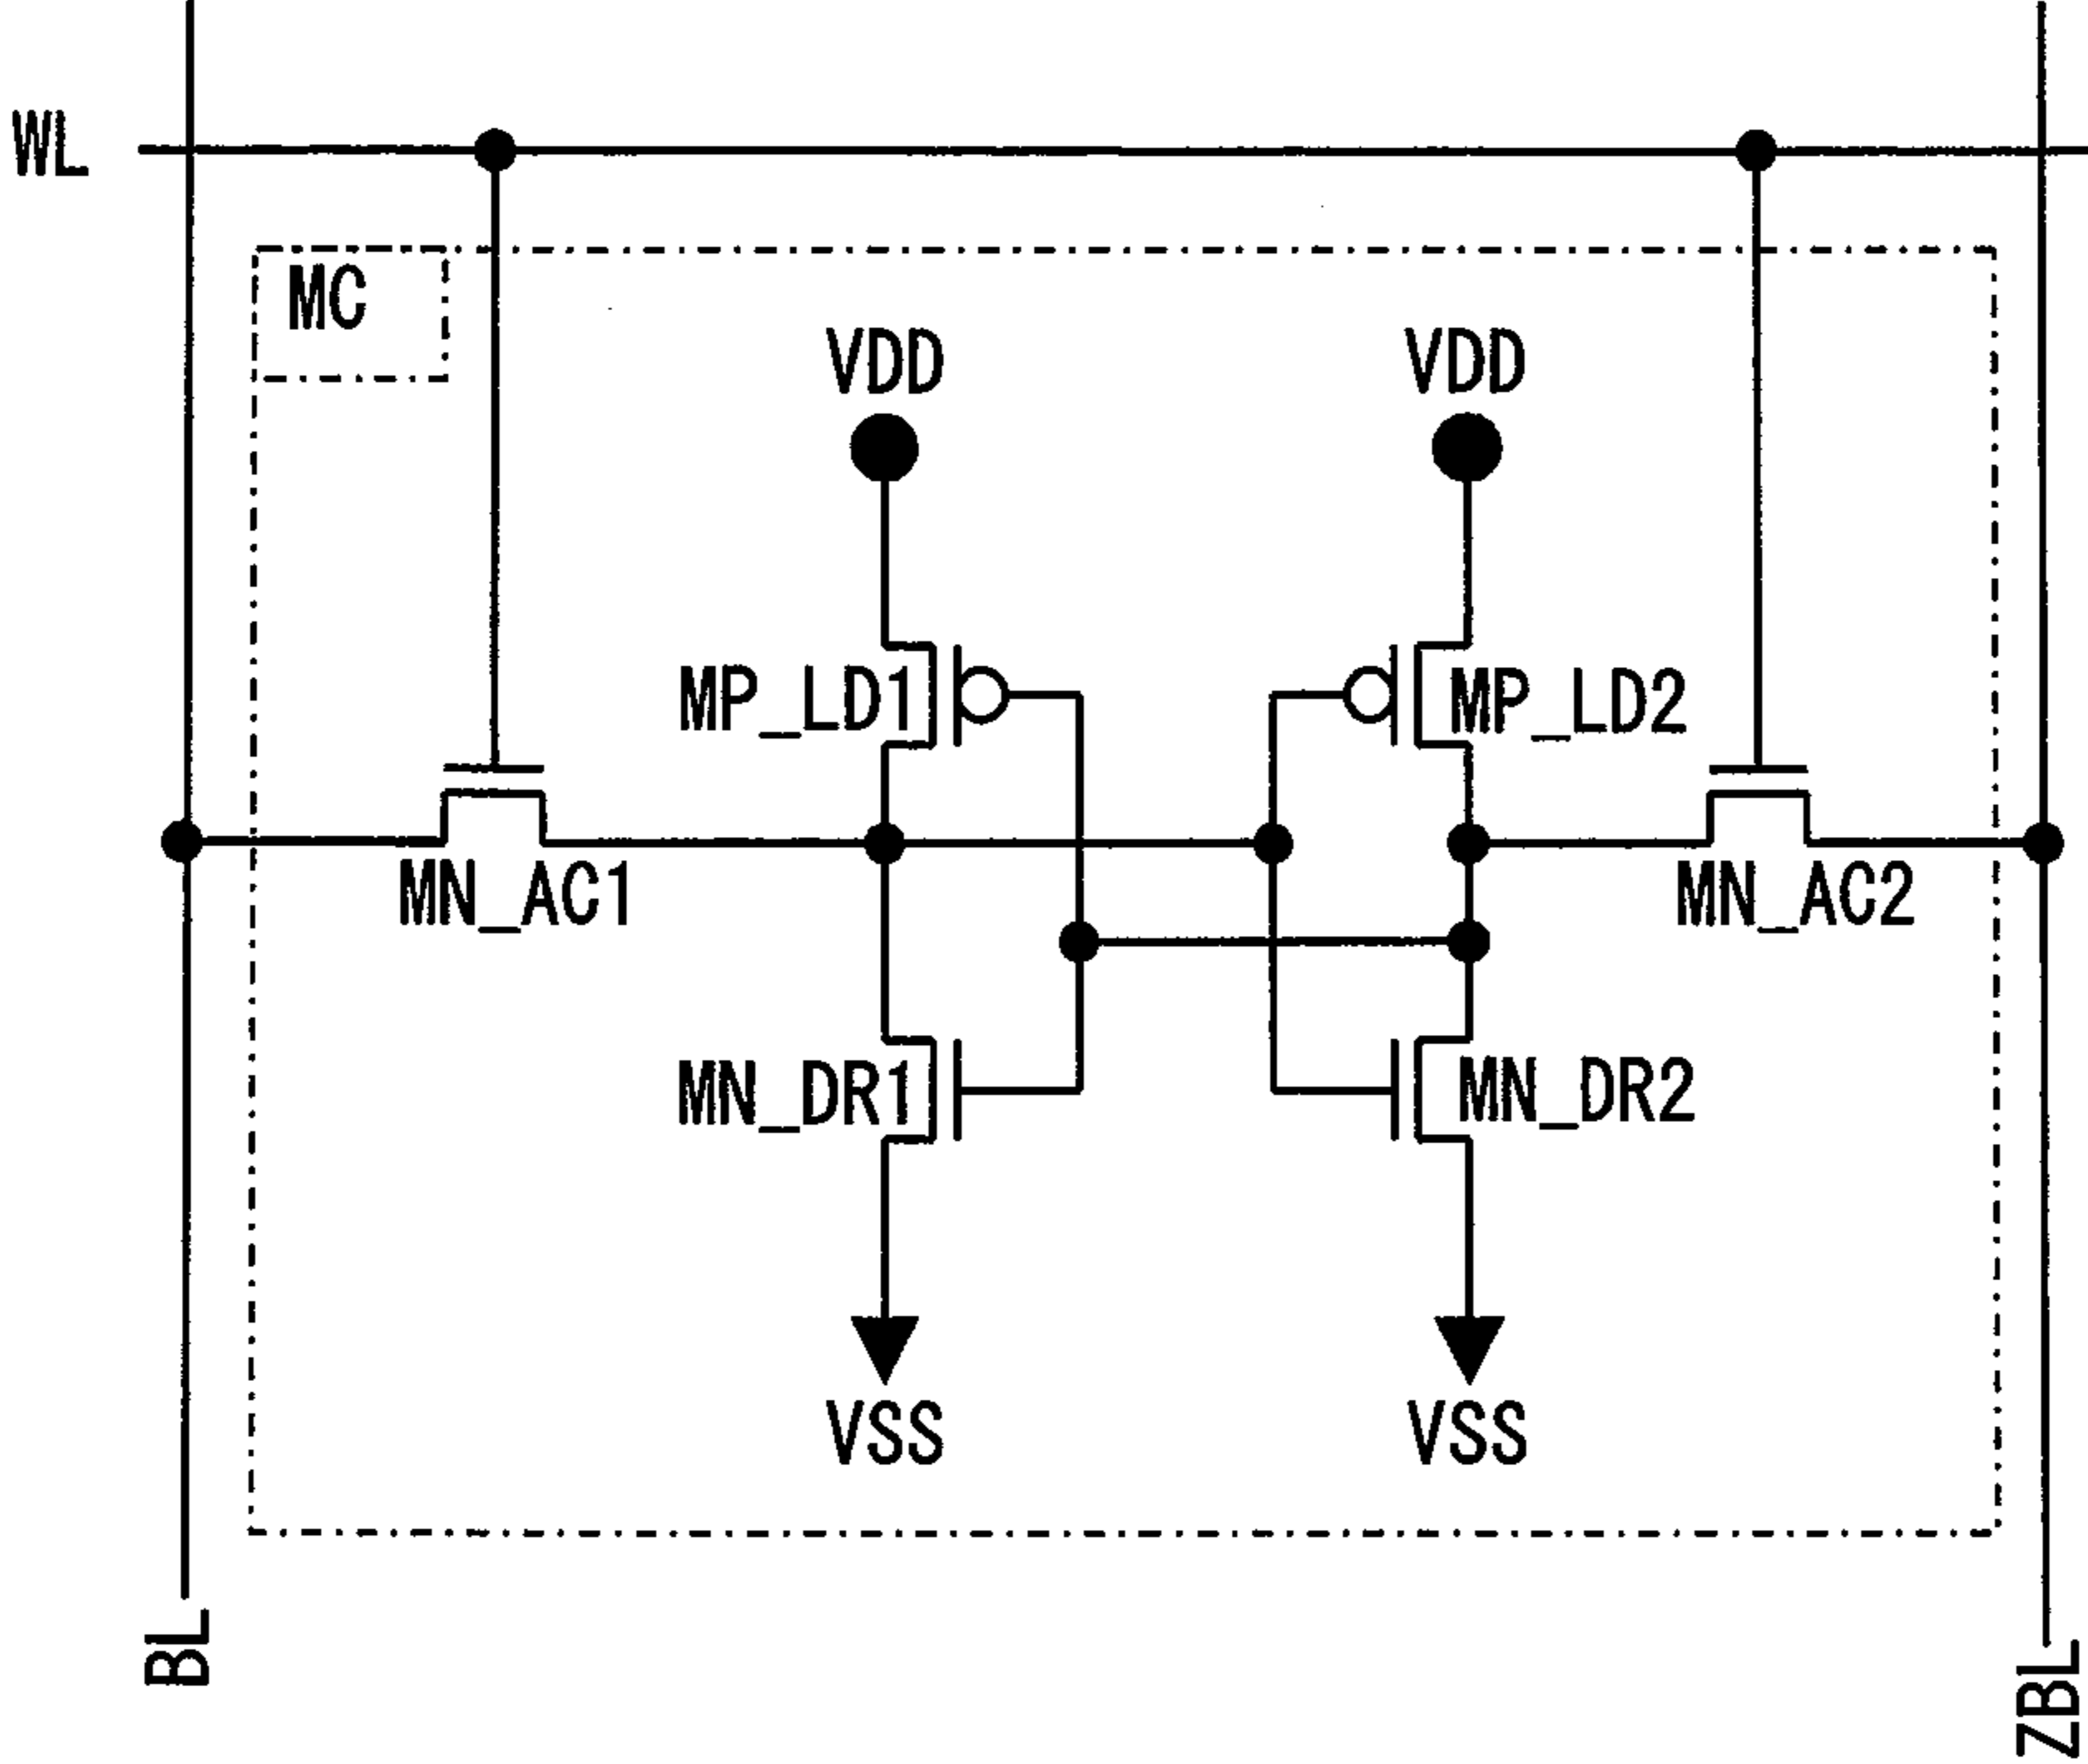 WL
MC
VDD
VDD
MP_LD1
MP_LD2
MN_AC1
MN_AC2
MN_DR1
MN_DR2
VSS
VSS
BL
ZBL